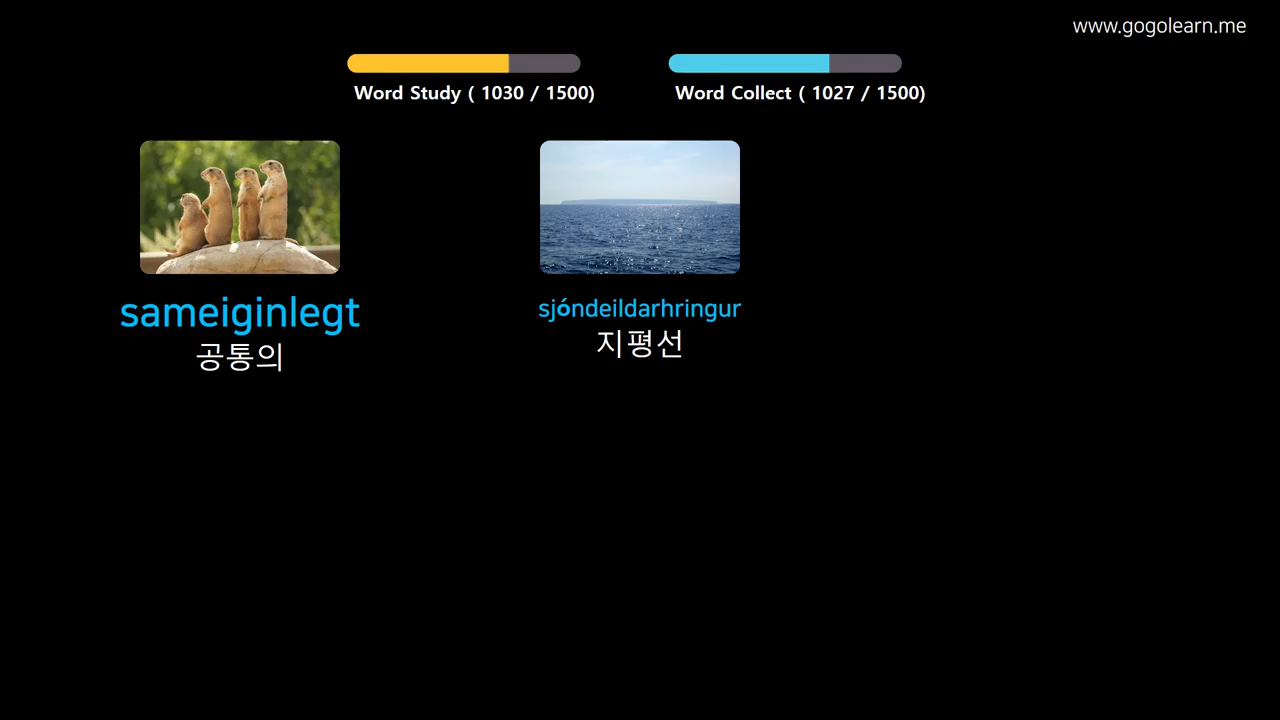 www.gogolearn.me
Word Study ( 1030 / 1500)
Word Collect ( 1027 / 1500)
sameiginlegt
공통의
sjóndeildarhringur
지평선